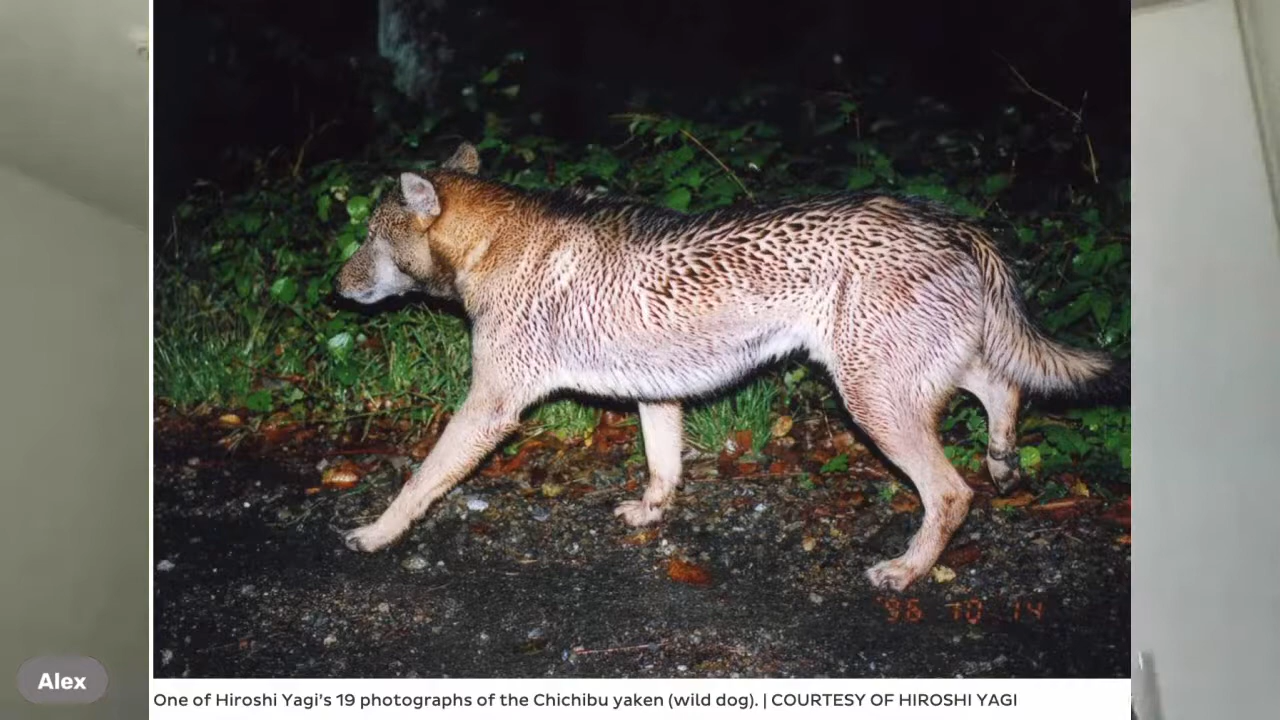 '96 10 14
Alex
One of Hiroshi Yagi's 19 photographs of the Chichibu yaken (wild dog). | COURTESY OF HIROSHI YAGI